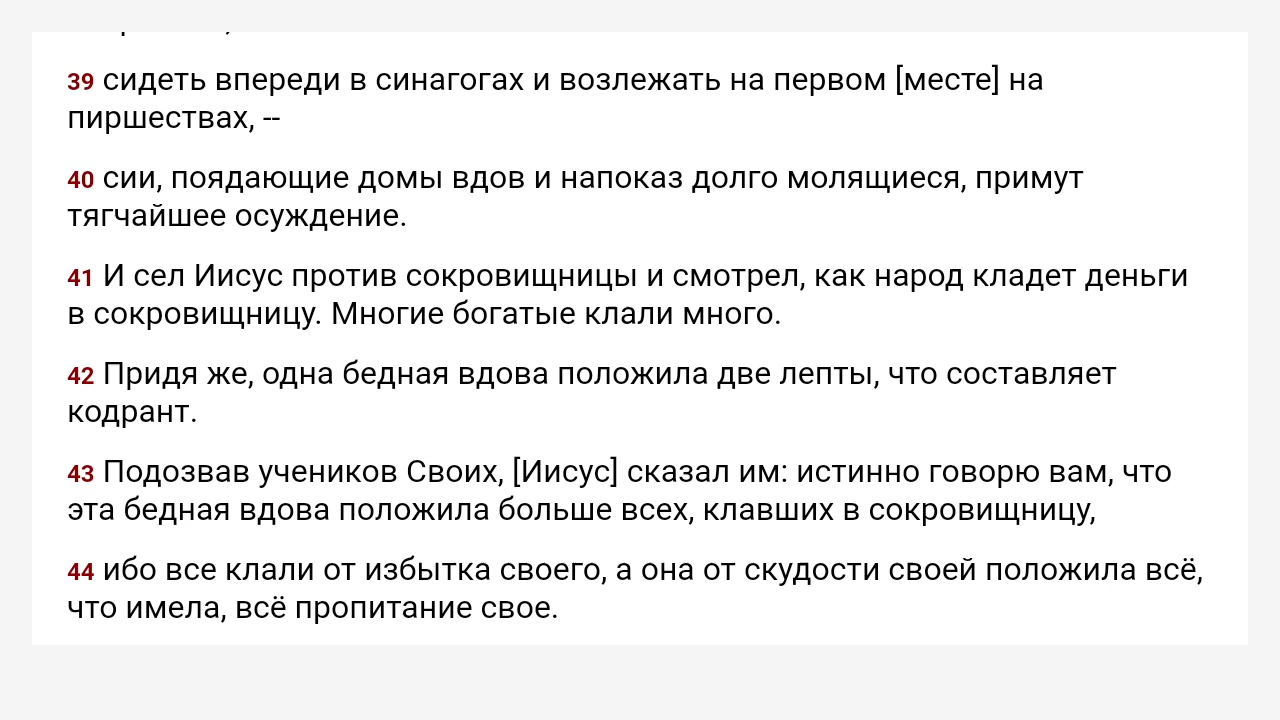 39 сидеть впереди в синагогах и возлежать на первом [месте] на
пиршествах, --
40 сии, поядающие домы вдов и напоказ долго молящиеся, примут
тягчайшее осуждение.
41 И сел Иисус против сокровищницы и смотрел, как народ кладет деньги
в сокровищницу. Многие богатые клали много.
42 Придя же, одна бедная вдова положила две лепты, что составляет
кодрант.
43 Подозвав учеников Своих, [Иисус] сказал им: истинно говорю вам, что
эта бедная вдова положила больше всех, клавших в сокровищницу,
44 ибо все клали от избытка своего, а она от скудости своей положила всё,
что имела, всё пропитание свое.